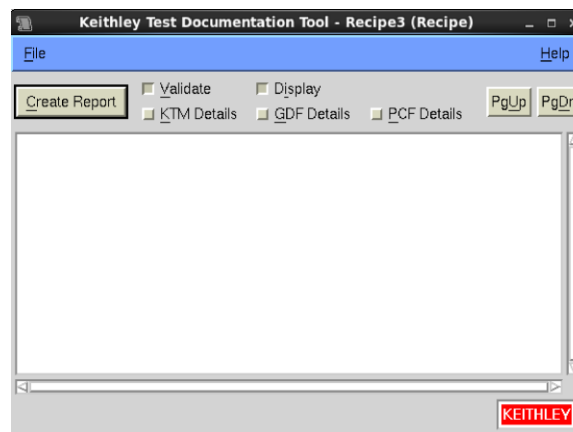 Keithley Test Documentation Tool - Recipe3 (Recipe)
File Help
Validate Display
Create Report PgUp PgDn
KTM Details GDF Details PCF Details
KEITHLEY